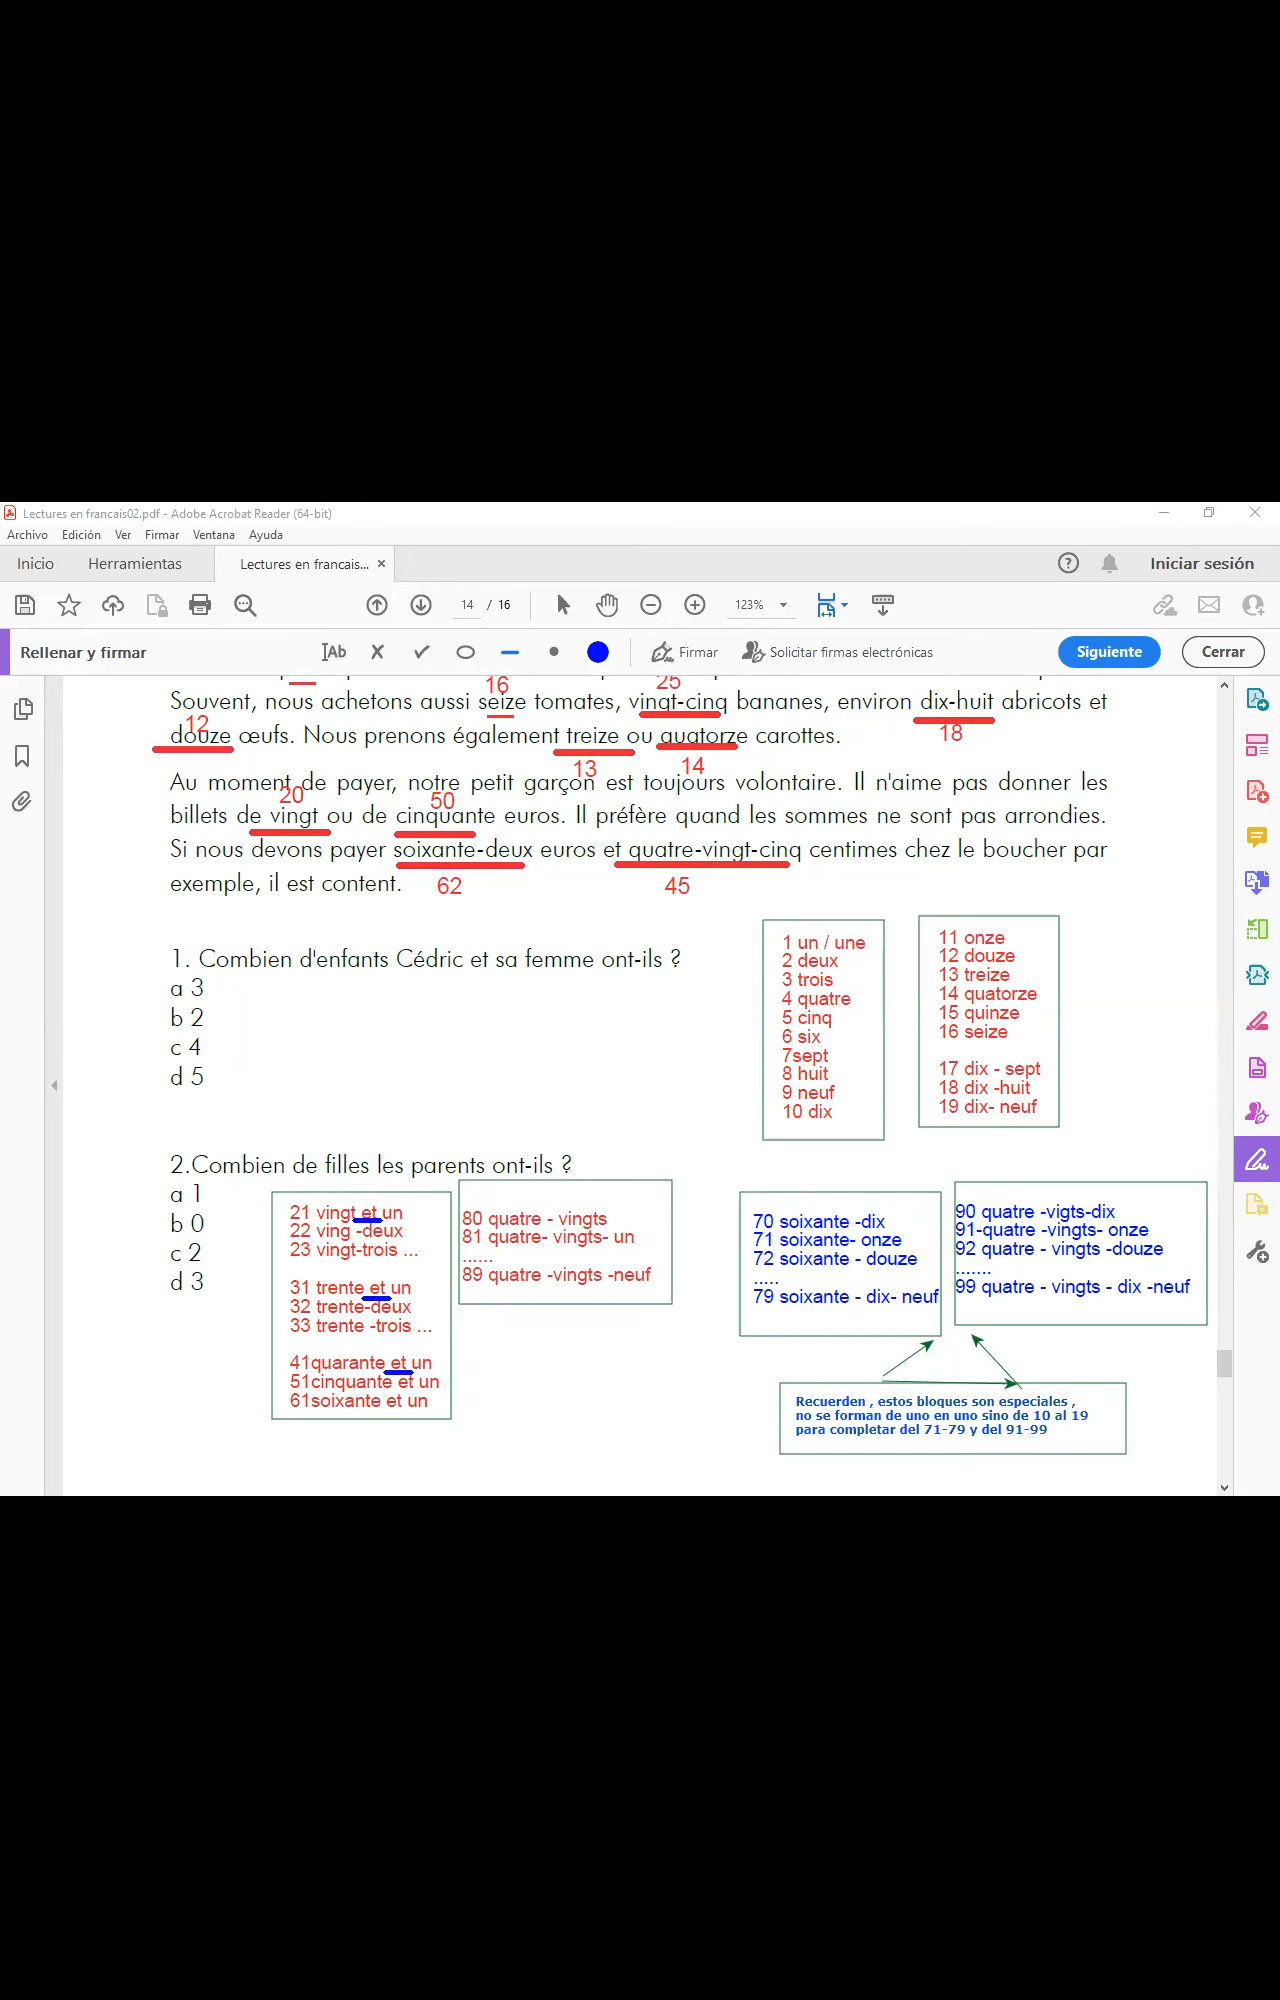 Lectures en francais02.pdf - Adobe Acrobat Reader (64-bit)
Archivo Edición Ver Firmar Ventana Ayuda
Inicio Herramientas Lectures en francais... × Iniciar sesión
14 / 16 123%
Rellenar y firmar IAb Firmar Solicitar firmas electrónicas Siguiente Cerrar
16 25
Souvent, nous achetons aussi seize tomates, vingt-cinq bananes, environ dix-huit abricots et
12 18
douze œufs. Nous prenons également treize ou quatorze carottes.
13 14
Au moment de payer, notre petit garçon est toujours volontaire. Il n'aime pas donner les
20 50
billets de vingt ou de cinquante euros. Il préfère quand les sommes ne sont pas arrondies.
Si nous devons payer soixante-deux euros et quatre-vingt-cinq centimes chez le boucher par
exemple, il est content.
62 45
1. Combien d'enfants Cédric et sa femme ont-ils ?
a 3
b 2
c 4
d 5
1 un / une
2 deux
3 trois
4 quatre
5 cinq
6 six
7sept
8 huit
9 neuf
10 dix
11 onze
12 douze
13 treize
14 quatorze
15 quinze
16 seize
17 dix - sept
18 dix -huit
19 dix- neuf
2.Combien de filles les parents ont-ils ?
a 1
b 0
c 2
d 3
21 vingt et un
22 ving -deux
23 vingt-trois ...
31 trente et un
32 trente-deux
33 trente -trois ...
41quarante et un
51cinquante et un
61soixante et un
80 quatre - vingts
81 quatre- vingts- un
......
89 quatre -vingts -neuf
70 soixante -dix
71 soixante- onze
72 soixante - douze
.....
79 soixante - dix- neuf
90 quatre -vigts-dix
91-quatre -vingts- onze
92 quatre - vingts -douze
.......
99 quatre - vingts - dix -neuf
Recuerden , estos bloques son especiales ,
no se forman de uno en uno sino de 10 al 19
para completar del 71-79 y del 91-99